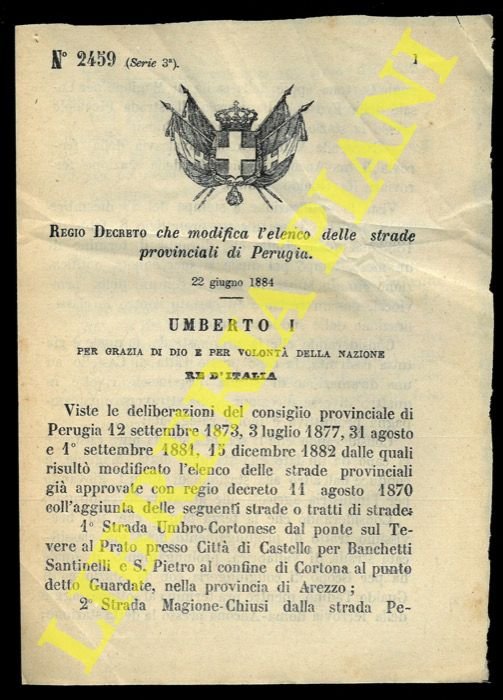 N° 2459 (Serie 3ª).
1
REGIO DECRETO che modifica l'elenco delle strade
provinciali di Perugia.
22 giugno 1884
UMBERTO I
PER GRAZIA DI DIO E PER VOLONTÀ DELLA NAZIONE
RE D'ITALIA
Viste le deliberazioni del consiglio provinciale di
Perugia 12 settembre 1873, 3 luglio 1877, 31 agosto
e 1° settembre 1881, 15 dicembre 1882 dalle quali
risultò modificato l'elenco delle strade provinciali
già approvate con regio decreto 11 agosto 1870
coll'aggiunta delle seguenti strade o tratti di strade:
1° Strada Umbro-Cortonese dal ponte sul Te-
vere al Prato presso Città di Castello per Banchetti
Santinelli e S. Pietro al confine di Cortona al punto
detto Guardate, nella provincia di Arezzo;
2° Strada Magione-Chiusi dalla strada Pe-
LIBRERIA PIANI